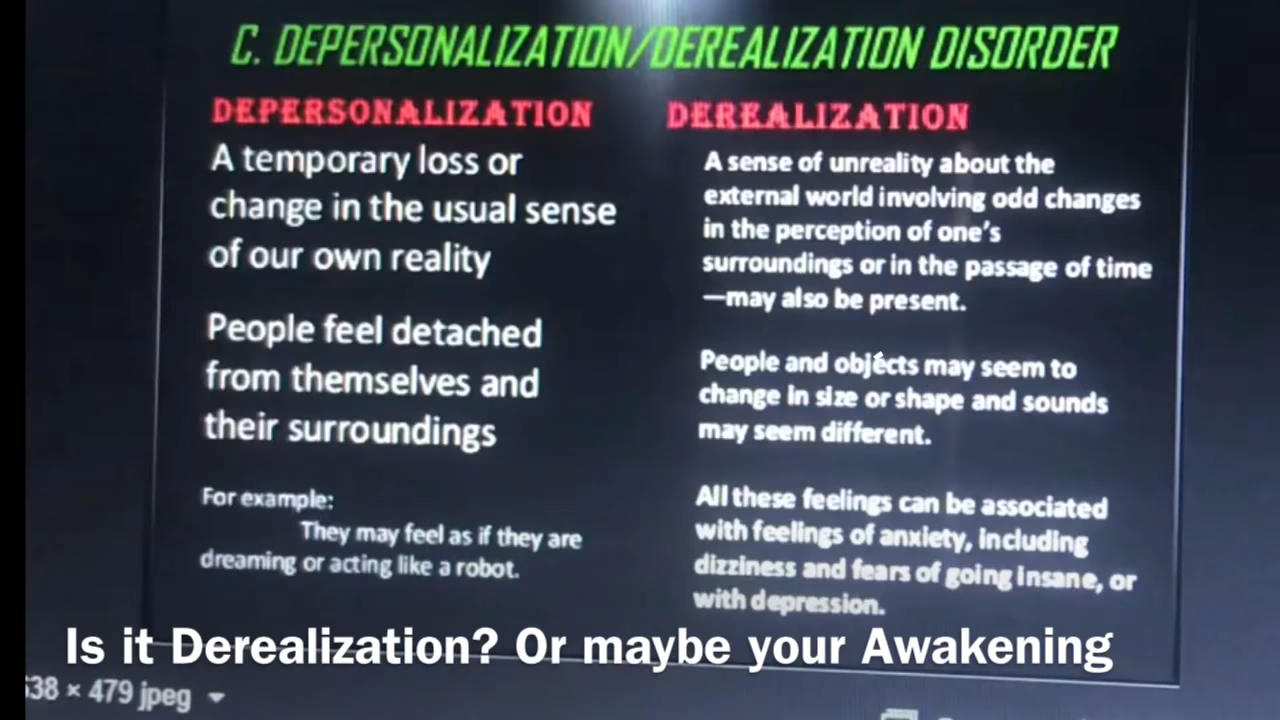 C. DEPERSONALIZATION/DEREALIZATION DISORDER
DEPERSONALIZATION
A temporary loss or
change in the usual sense
of our own reality
People feel detached
from themselves and
their surroundings
For example:
They may feel as if they are
dreaming or acting like a robot.
DEREALIZATION
A sense of unreality about the
external world involving odd changes
in the perception of one's
surroundings or in the passage of time
—may also be present.
People and objects may seem to
change in size or shape and sounds
may seem different.
All these feelings can be associated
with feelings of anxiety, including
dizziness and fears of going insane, or
with depression.
Is it Derealization? Or maybe your Awakening
38 × 479 jpeg